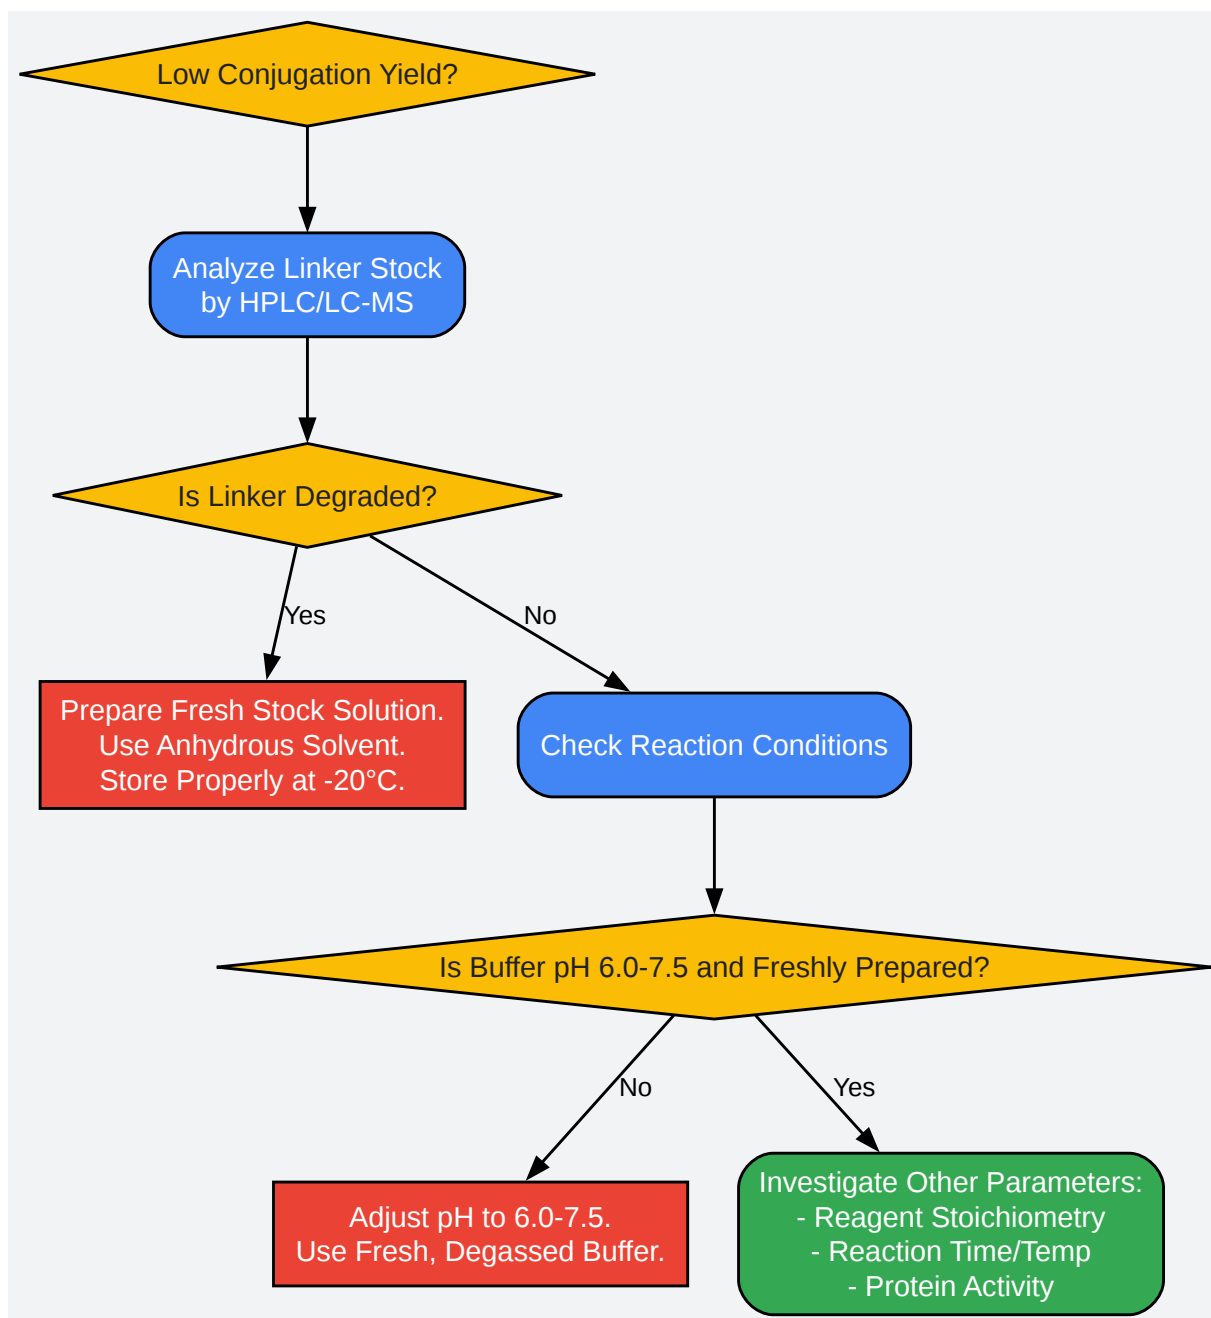 Low Conjugation Yield?
Analyze Linker Stock
by HPLC/LC-MS
Is Linker Degraded?
Yes
No
Prepare Fresh Stock Solution.
Use Anhydrous Solvent.
Store Properly at -20°C.
Check Reaction Conditions
Is Buffer pH 6.0-7.5 and Freshly Prepared?
No
Yes
Adjust pH to 6.0-7.5.
Use Fresh, Degassed Buffer.
Investigate Other Parameters:
- Reagent Stoichiometry
- Reaction Time/Temp
- Protein Activity